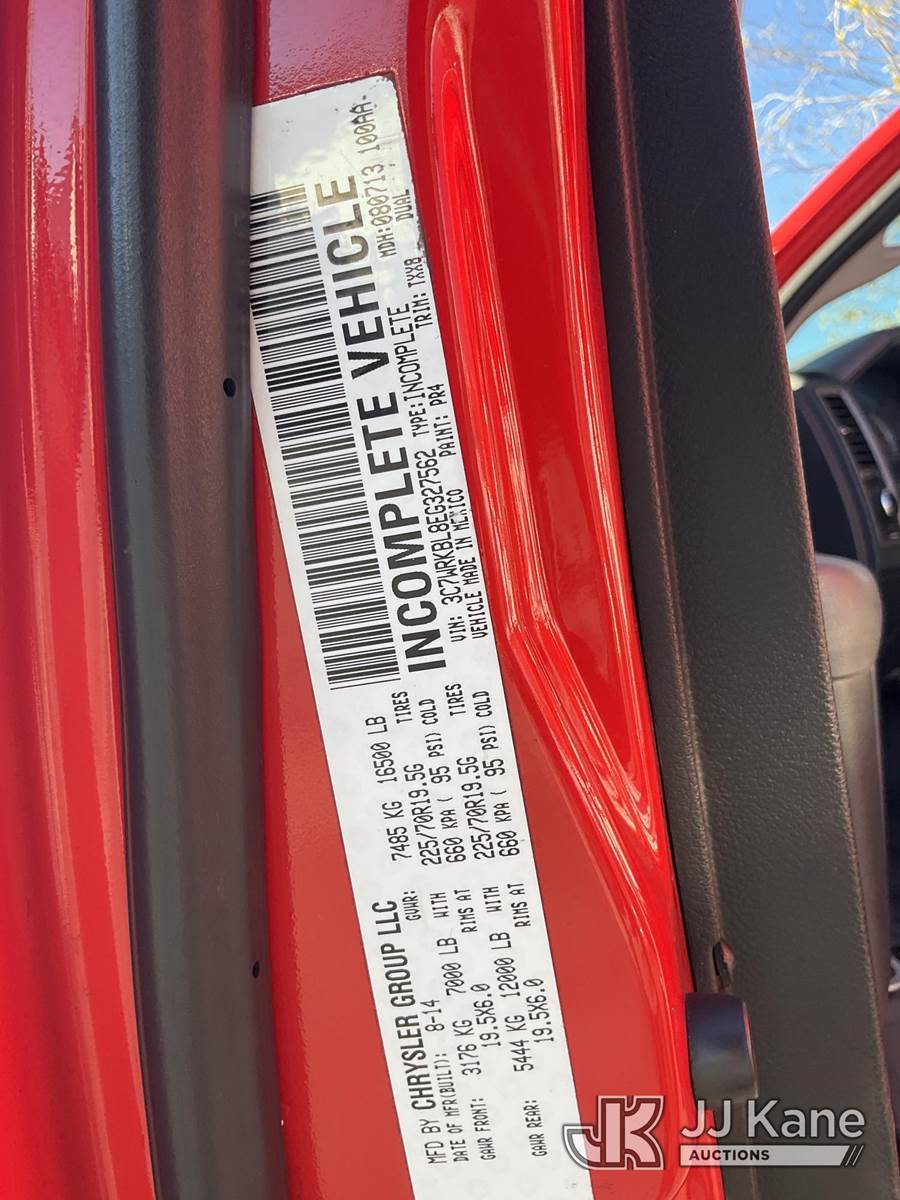 MFD BY CHRYSLER GROUP LLC
DATE OF MFR(BUILT): 8-14 GVWR: 7485 KG 16500 LB
GAWR FRONT: 3176 KG 7000 LB WITH 225/70R19.5G TIRES
19.5X6.0 RIMS AT 660 KPA ( 95 PSI) COLD
GAWR REAR: 5444 KG 12000 LB WITH 225/70R19.5G TIRES
19.5X6.0 RIMS AT 660 KPA ( 95 PSI) COLD
INCOMPLETE VEHICLE
MDH:080713 100AA-
DUAL
VIN: 3C7WRKBL8EG327562 TYPE:INCOMPLETE
VEHICLE MADE IN MEXICO PAINT: PR4 TRIM: TXX8
JK JJ Kane
AUCTIONS